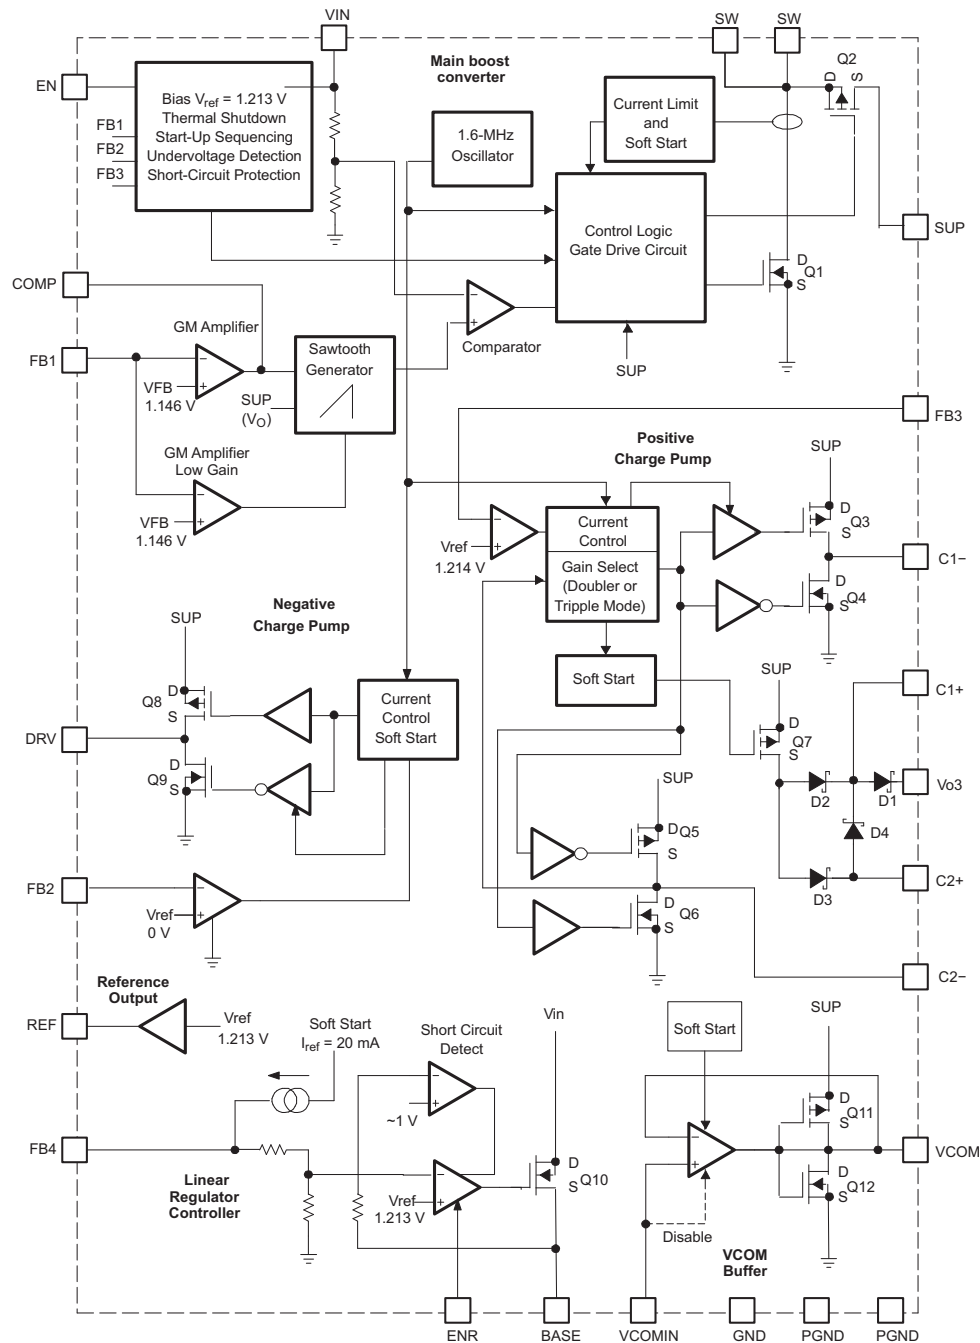 VIN
SW
SW
Main boost
converter
Q2
D
S
EN
Bias Vref = 1.213 V
Thermal Shutdown
Start-Up Sequencing
Undervoltage Detection
Short-Circuit Protection
FB1
FB2
FB3
1.6-MHz
Oscillator
Current Limit
and
Soft Start
Control Logic
Gate Drive Circuit
SUP
D
Q1
S
COMP
GM Amplifier
FB1
−
+
VFB
1.146 V
Sawtooth
Generator
SUP
(VO)
−
+
Comparator
SUP
FB3
GM Amplifier
Low Gain
−
+
VFB
1.146 V
Positive
Charge Pump
SUP
−
+
Vref
1.214 V
Current
Control
Gain Select
(Doubler or
Tripple Mode)
D
Q3
S
C1−
D
Q4
S
Negative
Charge Pump
SUP
Soft Start
SUP
C1+
D
Q8
S
Current
Control
Soft Start
D
Q7
S
DRV
D
Q9
S
D2
D1
Vo3
SUP
D4
D
Q5
S
FB2
−
+
Vref
0 V
D3
C2+
D
Q6
S
C2−
Reference
Output
REF
Vref
1.213 V
Soft Start
Iref = 20 mA
Short Circuit
Detect
−
+
~1 V
Vin
Soft Start
SUP
D
Q11
S
FB4
Linear
Regulator
Controller
−
+
Vref
1.213 V
D
S
Q10
−
+
VCOM
D
Q12
S
Disable
VCOM
Buffer
ENR
BASE
VCOMIN
GND
PGND
PGND